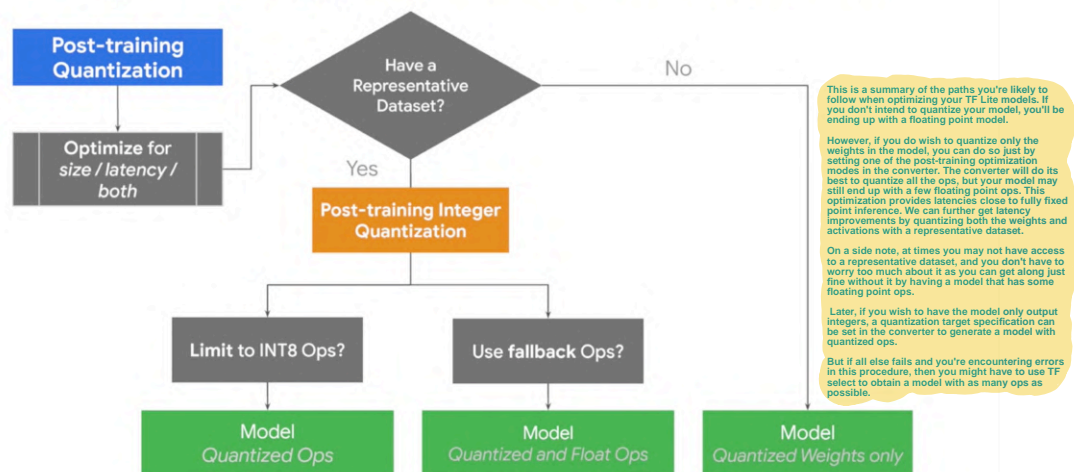 Post-training
Quantization
Optimize for
size / latency /
both
Have a
Representative
Dataset?
No
Yes
Post-training Integer
Quantization
Limit to INT8 Ops?
Use fallback Ops?
Model
Quantized Ops
Model
Quantized and Float Ops
Model
Quantized Weights only
This is a summary of the paths you're likely to
follow when optimizing your TF Lite models. If
you don't intend to quantize your model, you'll be
ending up with a floating point model.
However, if you do wish to quantize only the
weights in the model, you can do so just by
setting one of the post-training optimization
modes in the converter. The converter will do its
best to quantize all the ops, but your model may
still end up with a few floating point ops. This
optimization provides latencies close to fully fixed
point inference. We can further get latency
improvements by quantizing both the weights and
activations with a representative dataset.
On a side note, at times you may not have access
to a representative dataset, and you don't have to
worry too much about it as you can get along just
fine without it by having a model that has some
floating point ops.
Later, if you wish to have the model only output
integers, a quantization target specification can
be set in the converter to generate a model with
quantized ops.
But if all else fails and you're encountering errors
in this procedure, then you might have to use TF
select to obtain a model with as many ops as
possible.